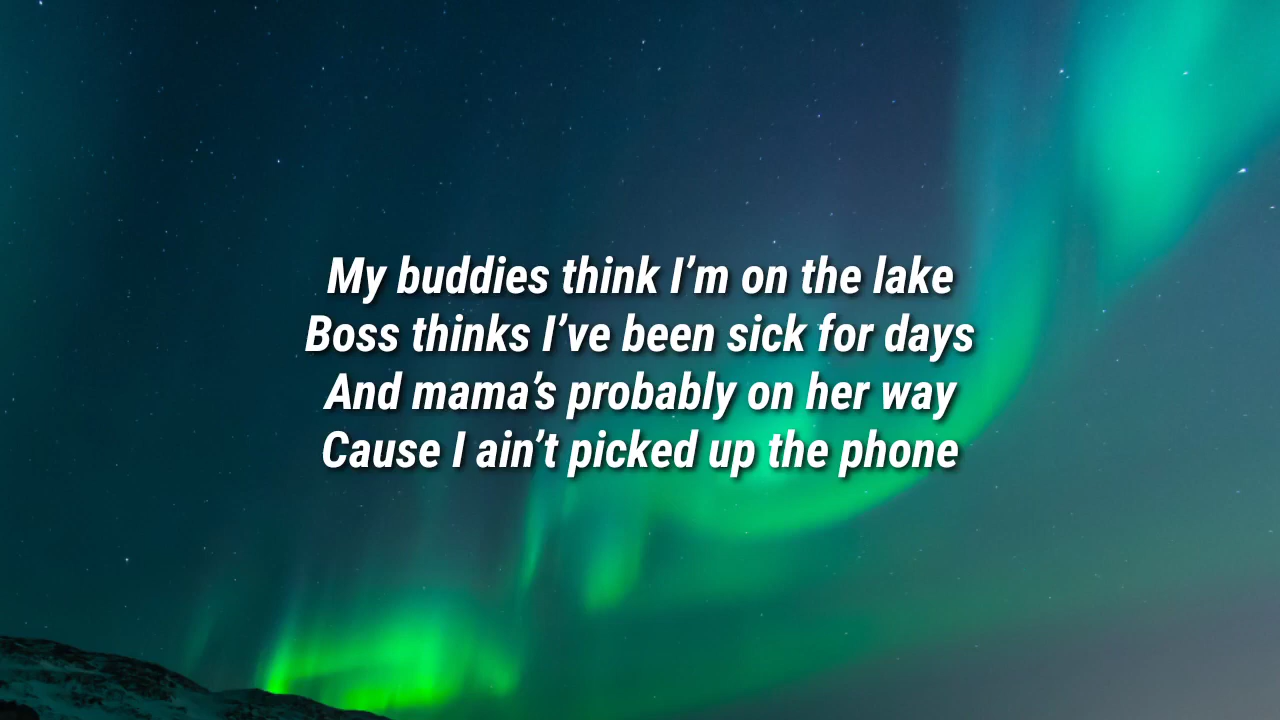 My buddies think I’m on the lake
Boss thinks I’ve been sick for days
And mama’s probably on her way
Cause I ain’t picked up the phone